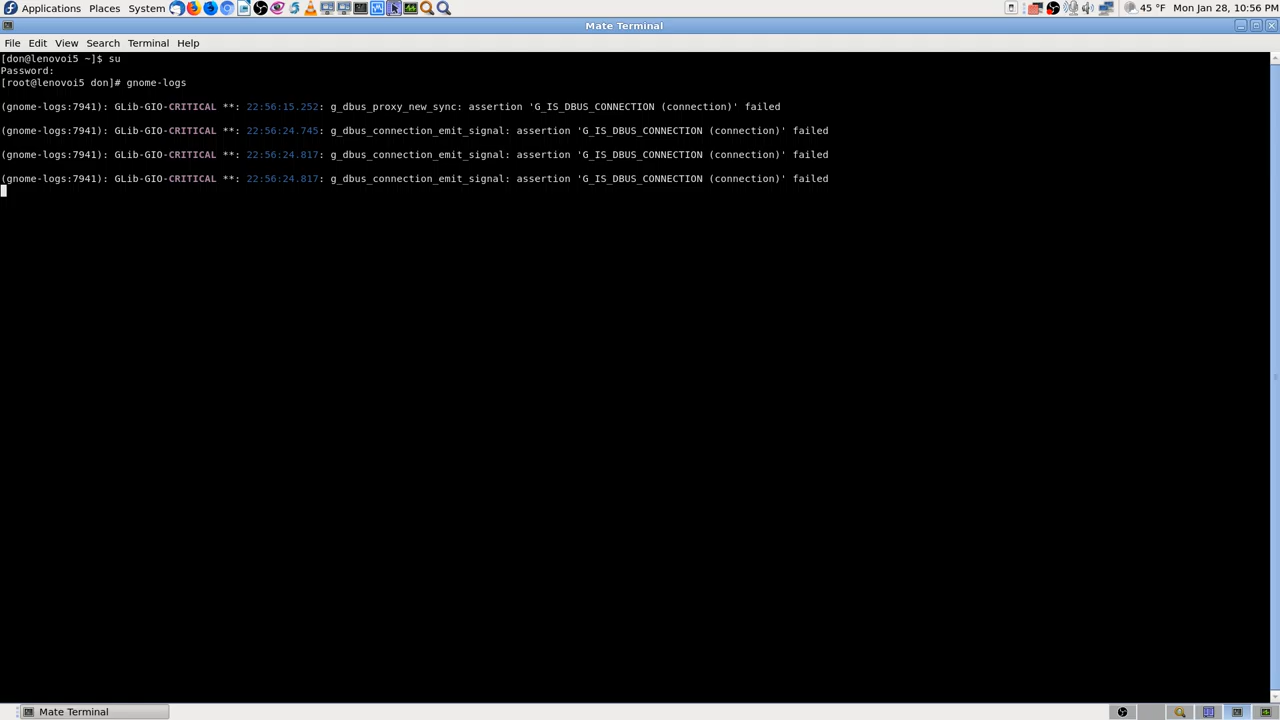 Applications Places System 45 °F Mon Jan 28, 10:56 PM
Mate Terminal
File Edit View Search Terminal Help
[don@lenovoi5 ~]$ su
Password:
[root@lenovoi5 don]# gnome-logs
(gnome-logs:7941): GLib-GIO-CRITICAL **: 22:56:15.252: g_dbus_proxy_new_sync: assertion 'G_IS_DBUS_CONNECTION (connection)' failed
(gnome-logs:7941): GLib-GIO-CRITICAL **: 22:56:24.745: g_dbus_connection_emit_signal: assertion 'G_IS_DBUS_CONNECTION (connection)' failed
(gnome-logs:7941): GLib-GIO-CRITICAL **: 22:56:24.817: g_dbus_connection_emit_signal: assertion 'G_IS_DBUS_CONNECTION (connection)' failed
(gnome-logs:7941): GLib-GIO-CRITICAL **: 22:56:24.817: g_dbus_connection_emit_signal: assertion 'G_IS_DBUS_CONNECTION (connection)' failed
Mate Terminal